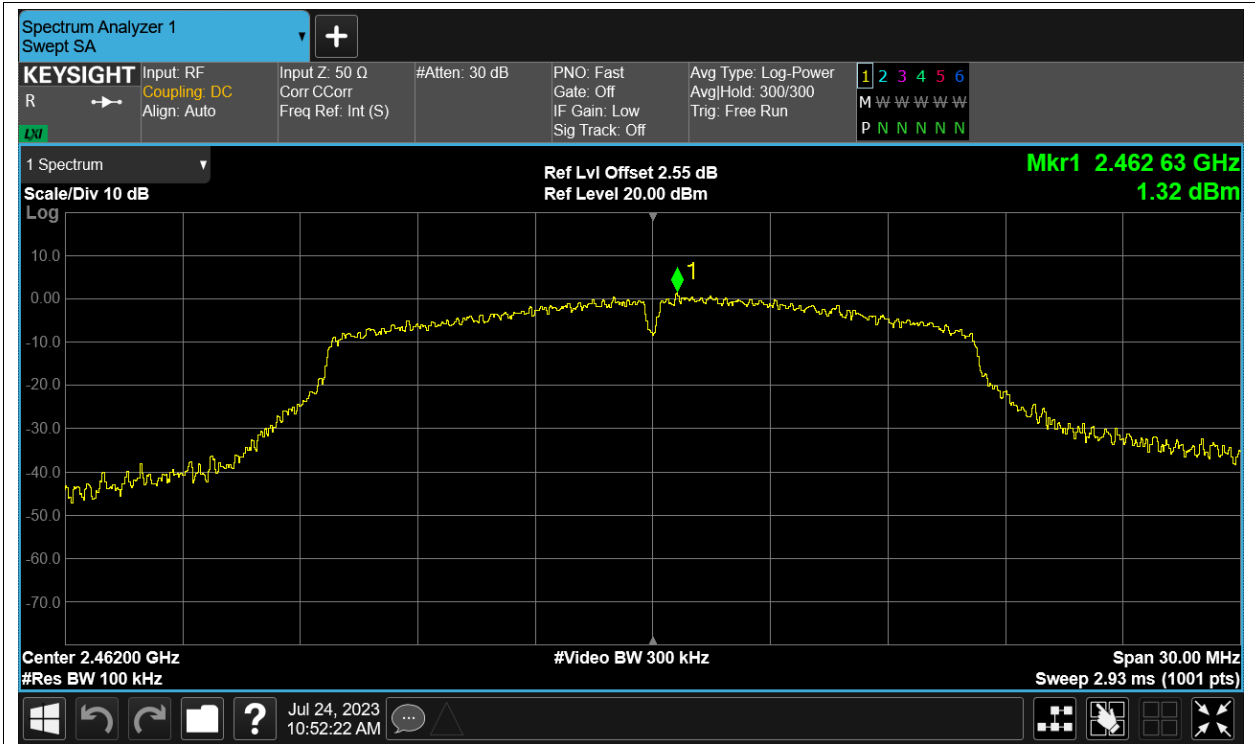 Spectrum Analyzer 1
Swept SA
KEYSIGHT
R
LXI
Input: RF
Coupling: DC
Align: Auto
Input Z: 50 Ω
Corr CCorr
Freq Ref: Int (S)
#Atten: 30 dB
PNO: Fast
Gate: Off
IF Gain: Low
Sig Track: Off
Avg Type: Log-Power
Avg|Hold: 300/300
Trig: Free Run
1 2 3 4 5 6
M W W W W W
P N N N N N
1 Spectrum
Scale/Div 10 dB
Log
Ref Lvl Offset 2.55 dB
Ref Level 20.00 dBm
Mkr1 2.462 63 GHz
1.32 dBm
1
10.0
0.00
-10.0
-20.0
-30.0
-40.0
-50.0
-60.0
-70.0
Center 2.46200 GHz
#Res BW 100 kHz
#Video BW 300 kHz
Span 30.00 MHz
Sweep 2.93 ms (1001 pts)
?
Jul 24, 2023
10:52:22 AM